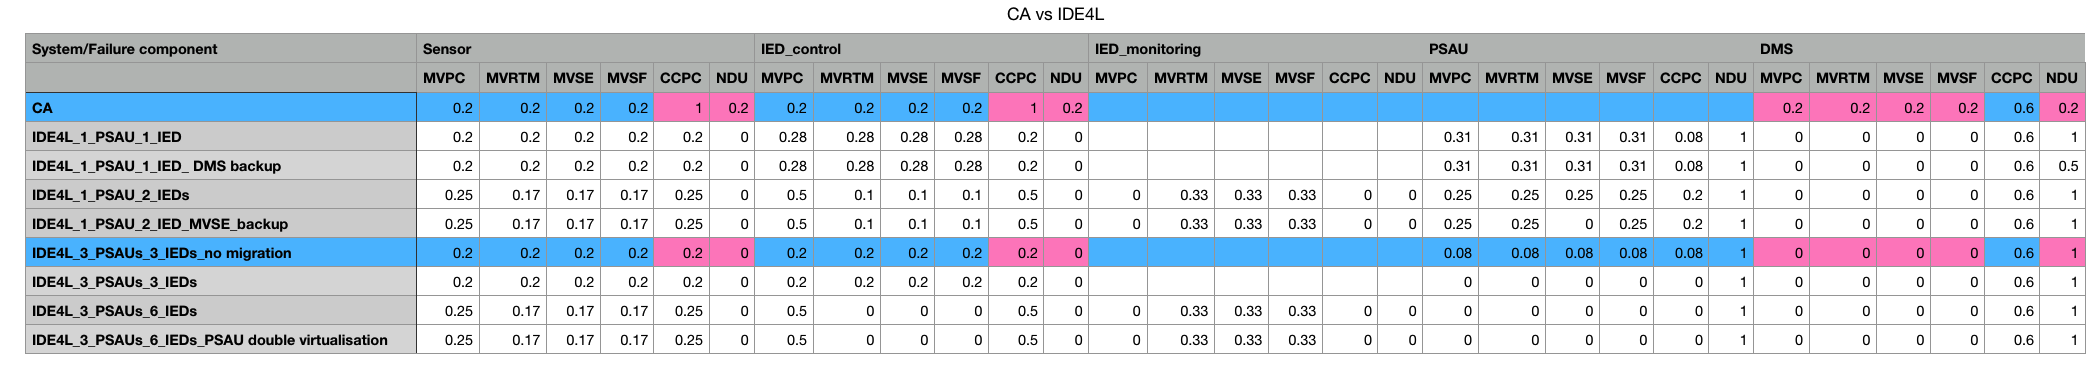 CA vs IDE4L
System/Failure component Sensor IED_control IED_monitoring PSAU DMS
MVPC MVRTM MVSE MVSF CCPC NDU MVPC MVRTM MVSE MVSF CCPC NDU MVPC MVRTM MVSE MVSF CCPC NDU MVPC MVRTM MVSE MVSF CCPC NDU MVPC MVRTM MVSE MVSF CCPC NDU
CA 0.2 0.2 0.2 0.2 1 0.2 0.2 0.2 0.2 0.2 1 0.2 0.2 0.2 0.2 0.2 0.6 0.2
IDE4L_1_PSAU_1_IED 0.2 0.2 0.2 0.2 0.2 0 0.28 0.28 0.28 0.28 0.2 0 0.31 0.31 0.31 0.31 0.08 1 0 0 0 0 0.6 1
IDE4L_1_PSAU_1_IED_ DMS backup 0.2 0.2 0.2 0.2 0.2 0 0.28 0.28 0.28 0.28 0.2 0 0.31 0.31 0.31 0.31 0.08 1 0 0 0 0 0.6 0.5
IDE4L_1_PSAU_2_IEDs 0.25 0.17 0.17 0.17 0.25 0 0.5 0.1 0.1 0.1 0.5 0 0 0.33 0.33 0.33 0 0 0.25 0.25 0.25 0.25 0.2 1 0 0 0 0 0.6 1
IDE4L_1_PSAU_2_IED_MVSE_backup 0.25 0.17 0.17 0.17 0.25 0 0.5 0.1 0.1 0.1 0.5 0 0 0.33 0.33 0.33 0 0 0.25 0.25 0 0.25 0.2 1 0 0 0 0 0.6 1
IDE4L_3_PSAUs_3_IEDs_no migration 0.2 0.2 0.2 0.2 0.2 0 0.2 0.2 0.2 0.2 0.2 0 0.08 0.08 0.08 0.08 0.08 1 0 0 0 0 0.6 1
IDE4L_3_PSAUs_3_IEDs 0.2 0.2 0.2 0.2 0.2 0 0.2 0.2 0.2 0.2 0.2 0 0 0 0 0 0 1 0 0 0 0 0.6 1
IDE4L_3_PSAUs_6_IEDs 0.25 0.17 0.17 0.17 0.25 0 0.5 0 0 0 0.5 0 0 0.33 0.33 0.33 0 0 0 0 0 0 0 1 0 0 0 0 0.6 1
IDE4L_3_PSAUs_6_IEDs_PSAU double virtualisation 0.25 0.17 0.17 0.17 0.25 0 0.5 0 0 0 0.5 0 0 0.33 0.33 0.33 0 0 0 0 0 0 0 1 0 0 0 0 0.6 1